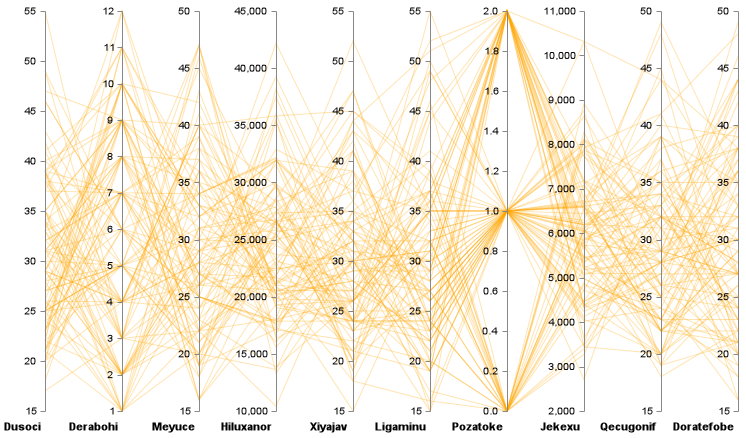 55 12 50 45,000 55 55 2.0 11,000 50 50
11 1.8 10,000
50 45 40,000 50 50 45 45
10 1.6 9,000
45 9 40 35,000 45 45 1.4 8,000 40 40
40 8 35 30,000 40 40 1.2 7,000 35 35
7
35 6 30 25,000 35 35 1.0 6,000 30 30
30 5 30 30 0.8 5,000
25 4 25 20,000 25 25 0.6 4,000 25 25
3 0.4
20 2 20 15,000 20 20 0.2 3,000 20 20
15 1 15 10,000 15 15 0.0 2,000 15 15
Dusoci Derabohi Meyuce Hiluxanor Xiyajav Ligaminu Pozatoke Jekexu Qecugonif Doratefobe